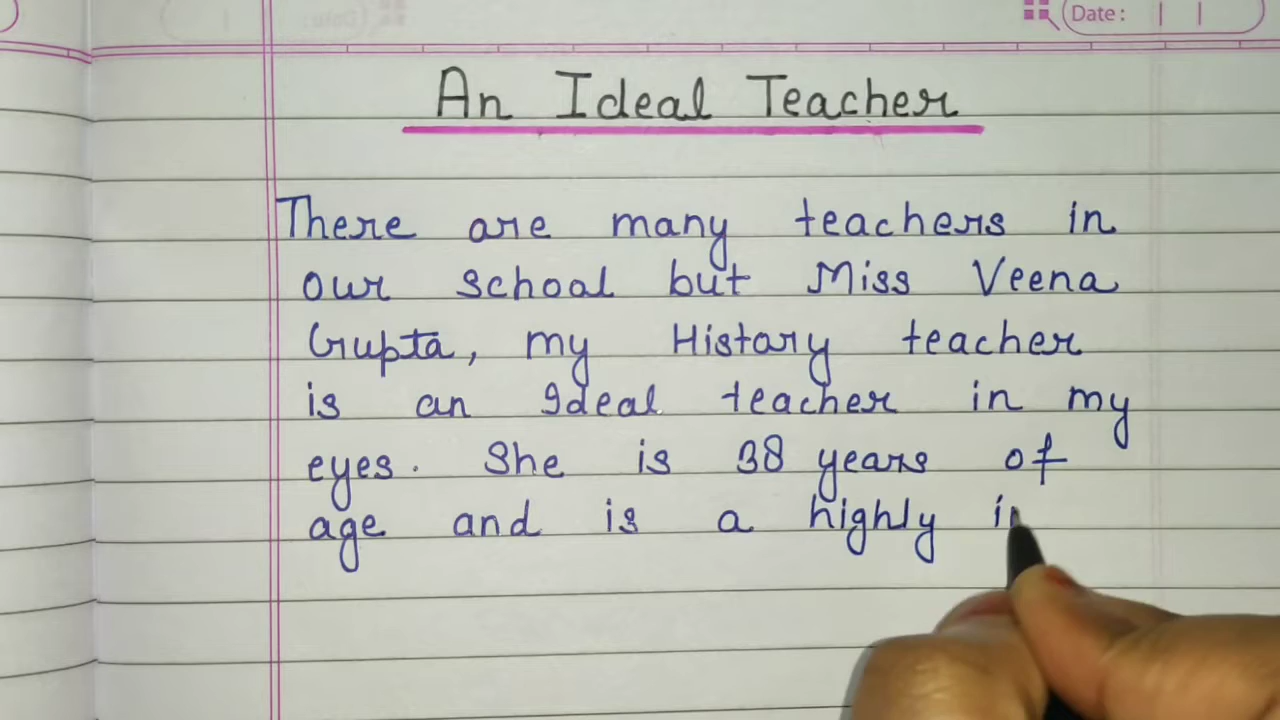 Date:
An Ideal Teacher
There are many teachers in
our school but Miss Veena
Gupta, my History teacher
is an Ideal teacher in my
eyes. She is 38 years of
age and is a highly